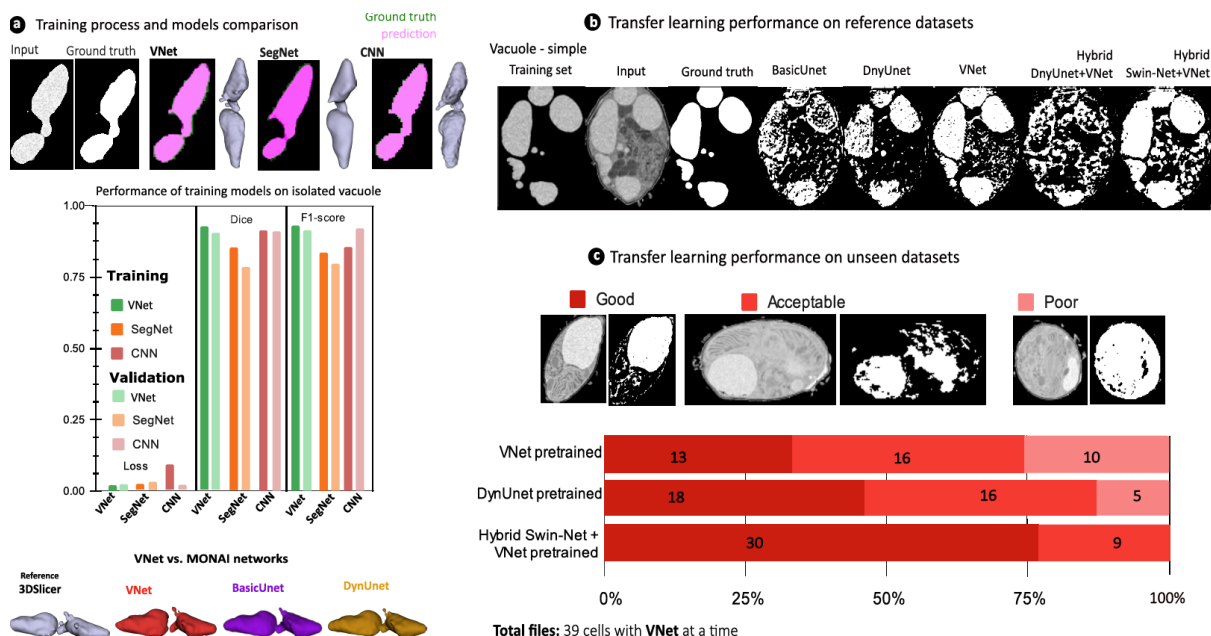 a Training process and models comparison
Ground truth
prediction
Input
Ground truth
VNet
SegNet
CNN
Performance of training models on isolated vacuole
1.00
0.75
0.50
0.25
0.00
Dice
F1-score
Loss
Training
VNet
SegNet
CNN
Validation
VNet
SegNet
CNN
VNet
SegNet
CNN
VNet
SegNet
CNN
VNet
SegNet
CNN
VNet vs. MONAI networks
Reference
3DSlicer
VNet
BasicUnet
DynUnet
b Transfer learning performance on reference datasets
Vacuole - simple
Training set
Input
Ground truth
BasicUnet
DnyUnet
VNet
Hybrid
DnyUnet+VNet
Hybrid
Swin-Net+VNet
c Transfer learning performance on unseen datasets
Good
Acceptable
Poor
VNet pretrained
13
16
10
DynUnet pretrained
18
16
5
Hybrid Swin-Net +
VNet pretrained
30
9
0%
25%
50%
75%
100%
Total files: 39 cells with VNet at a time